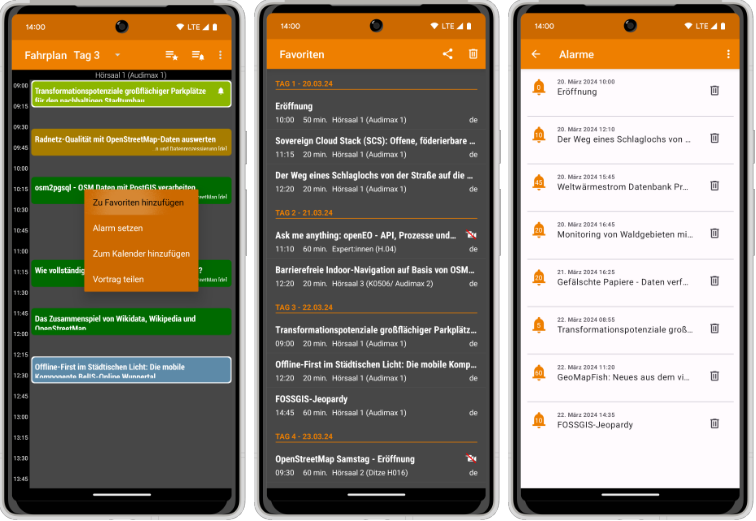 14:00
LTE
Fahrplan Tag 3
Hörsaal 1 (Audimax 1)
09:00
Transformationspotenziale großflächiger Parkplätze
für den nachhaltigen Stadtumbau
09:15
09:30
Radnetz-Qualität mit OpenStreetMap-Daten auswerten
09:45
10:00
10:15
osm2pgsql - OSM Daten mit PostGIS verarbeiten
Zu Favoriten hinzufügen
10:30
Alarm setzen
10:45
Zum Kalender hinzufügen
11:00
11:15
Wie vollständig
?
Vortrag teilen
11:30
11:45
Das Zusammenspiel von Wikidata, Wikipedia und
OpenStreetMap
12:00
12:15
Offline-First im Städtischen Licht: Die mobile
Komponente BelIS-Online Wuppertal
12:30
12:45
13:00
13:15
13:30
13:45
14:00
LTE
Favoriten
TAG 1 - 20.03.24
Eröffnung
10:00 50 min. Hörsaal 1 (Audimax 1) de
Sovereign Cloud Stack (SCS): Offene, föderierbare ...
11:15 20 min. Hörsaal 1 (Audimax 1) de
Der Weg eines Schlaglochs von der Straße auf die ...
12:20 20 min. Hörsaal 1 (Audimax 1) de
TAG 2 - 21.03.24
Ask me anything: openEO - API, Prozesse und...
11:10 60 min. Expert:innen (H.04) de
Barrierefreie Indoor-Navigation auf Basis von OSM...
12:20 20 min. Hörsaal 3 (K0506/ Audimax 2) de
TAG 3 - 22.03.24
Transformationspotenziale großflächiger Parkplätz...
09:00 20 min. Hörsaal 1 (Audimax 1) de
Offline-First im Städtischen Licht: Die mobile Komp...
12:20 20 min. Hörsaal 1 (Audimax 1) de
FOSSGIS-Jeopardy
14:45 60 min. Hörsaal 1 (Audimax 1) de
TAG 4 - 23.03.24
OpenStreetMap Samstag - Eröffnung
09:30 60 min. Hörsaal 2 (Ditze H016) de
14:00
LTE
Alarme
20. März 2024 10:00
0 Eröffnung
20. März 2024 12:10
10 Der Weg eines Schlaglochs von ...
20. März 2024 15:45
45 Weltwärmestrom Datenbank Pr...
20. März 2024 16:45
10 Monitoring von Waldgebieten mi...
21. März 2024 16:25
20 Gefälschte Papiere - Daten verf...
22. März 2024 08:55
5 Transformationspotenziale groß...
22. März 2024 11:20
60 GeoMapFish: Neues aus dem vi...
22. März 2024 14:35
10 FOSSGIS-Jeopardy